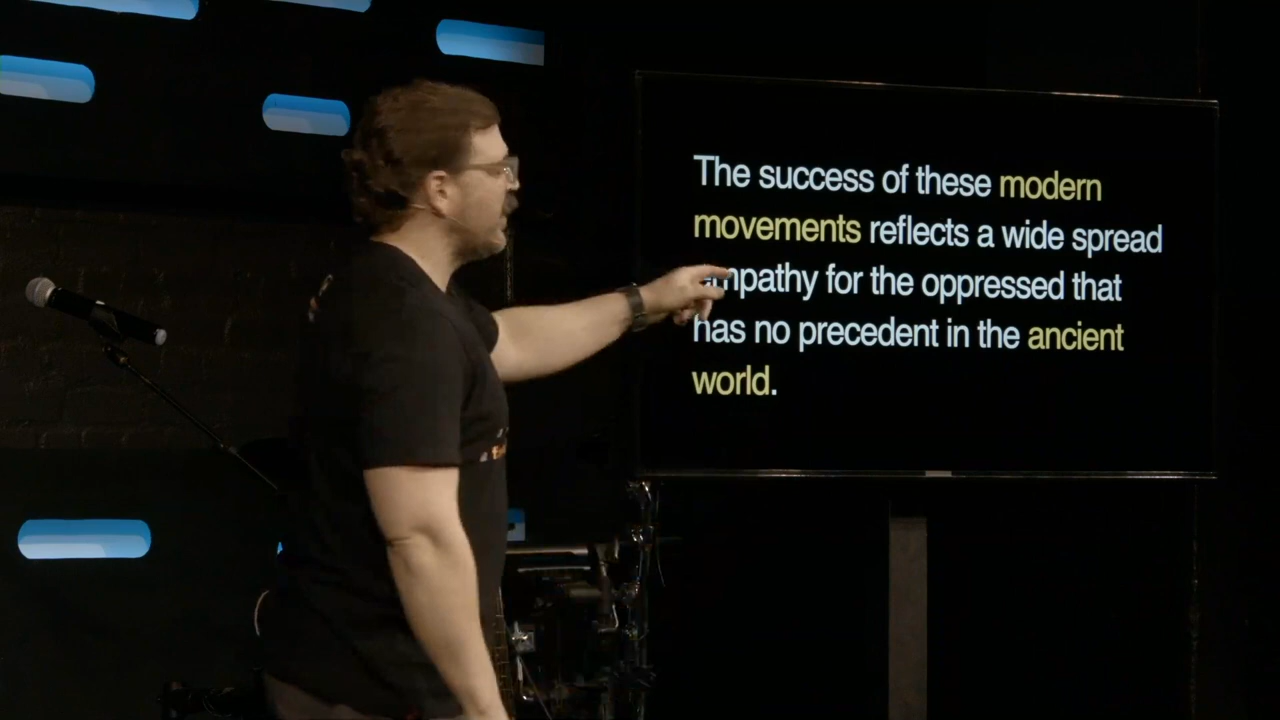 The success of these modern
movements reflects a wide spread
empathy for the oppressed that
has no precedent in the ancient
world.